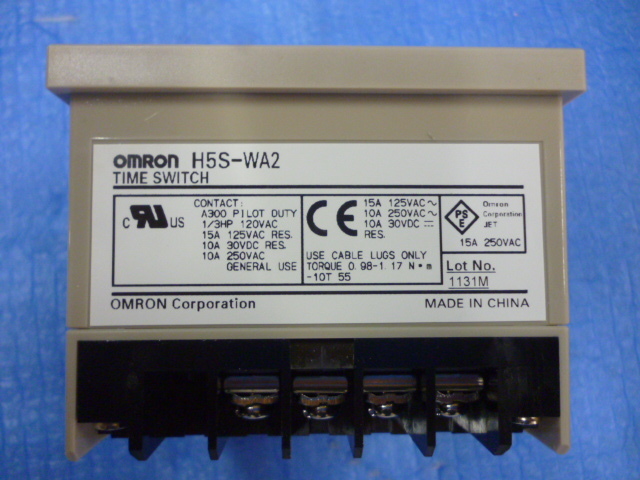 OMRON H5S-WA2
TIME SWITCH
c UL US
CONTACT:
A300 PILOT DUTY
1/3HP 120VAC
15A 125VAC RES.
10A 30VDC RES.
10A 250VAC
GENERAL USE
CE
15A 125VAC~
10A 250VAC~
10A 30VDC⎓
RES.
USE CABLE LUGS ONLY
TORQUE 0.98-1.17 N•m
-10T 55
PSE
Omron
Corporation
JET
15A 250VAC
Lot No.
1131M
OMRON Corporation
MADE IN CHINA